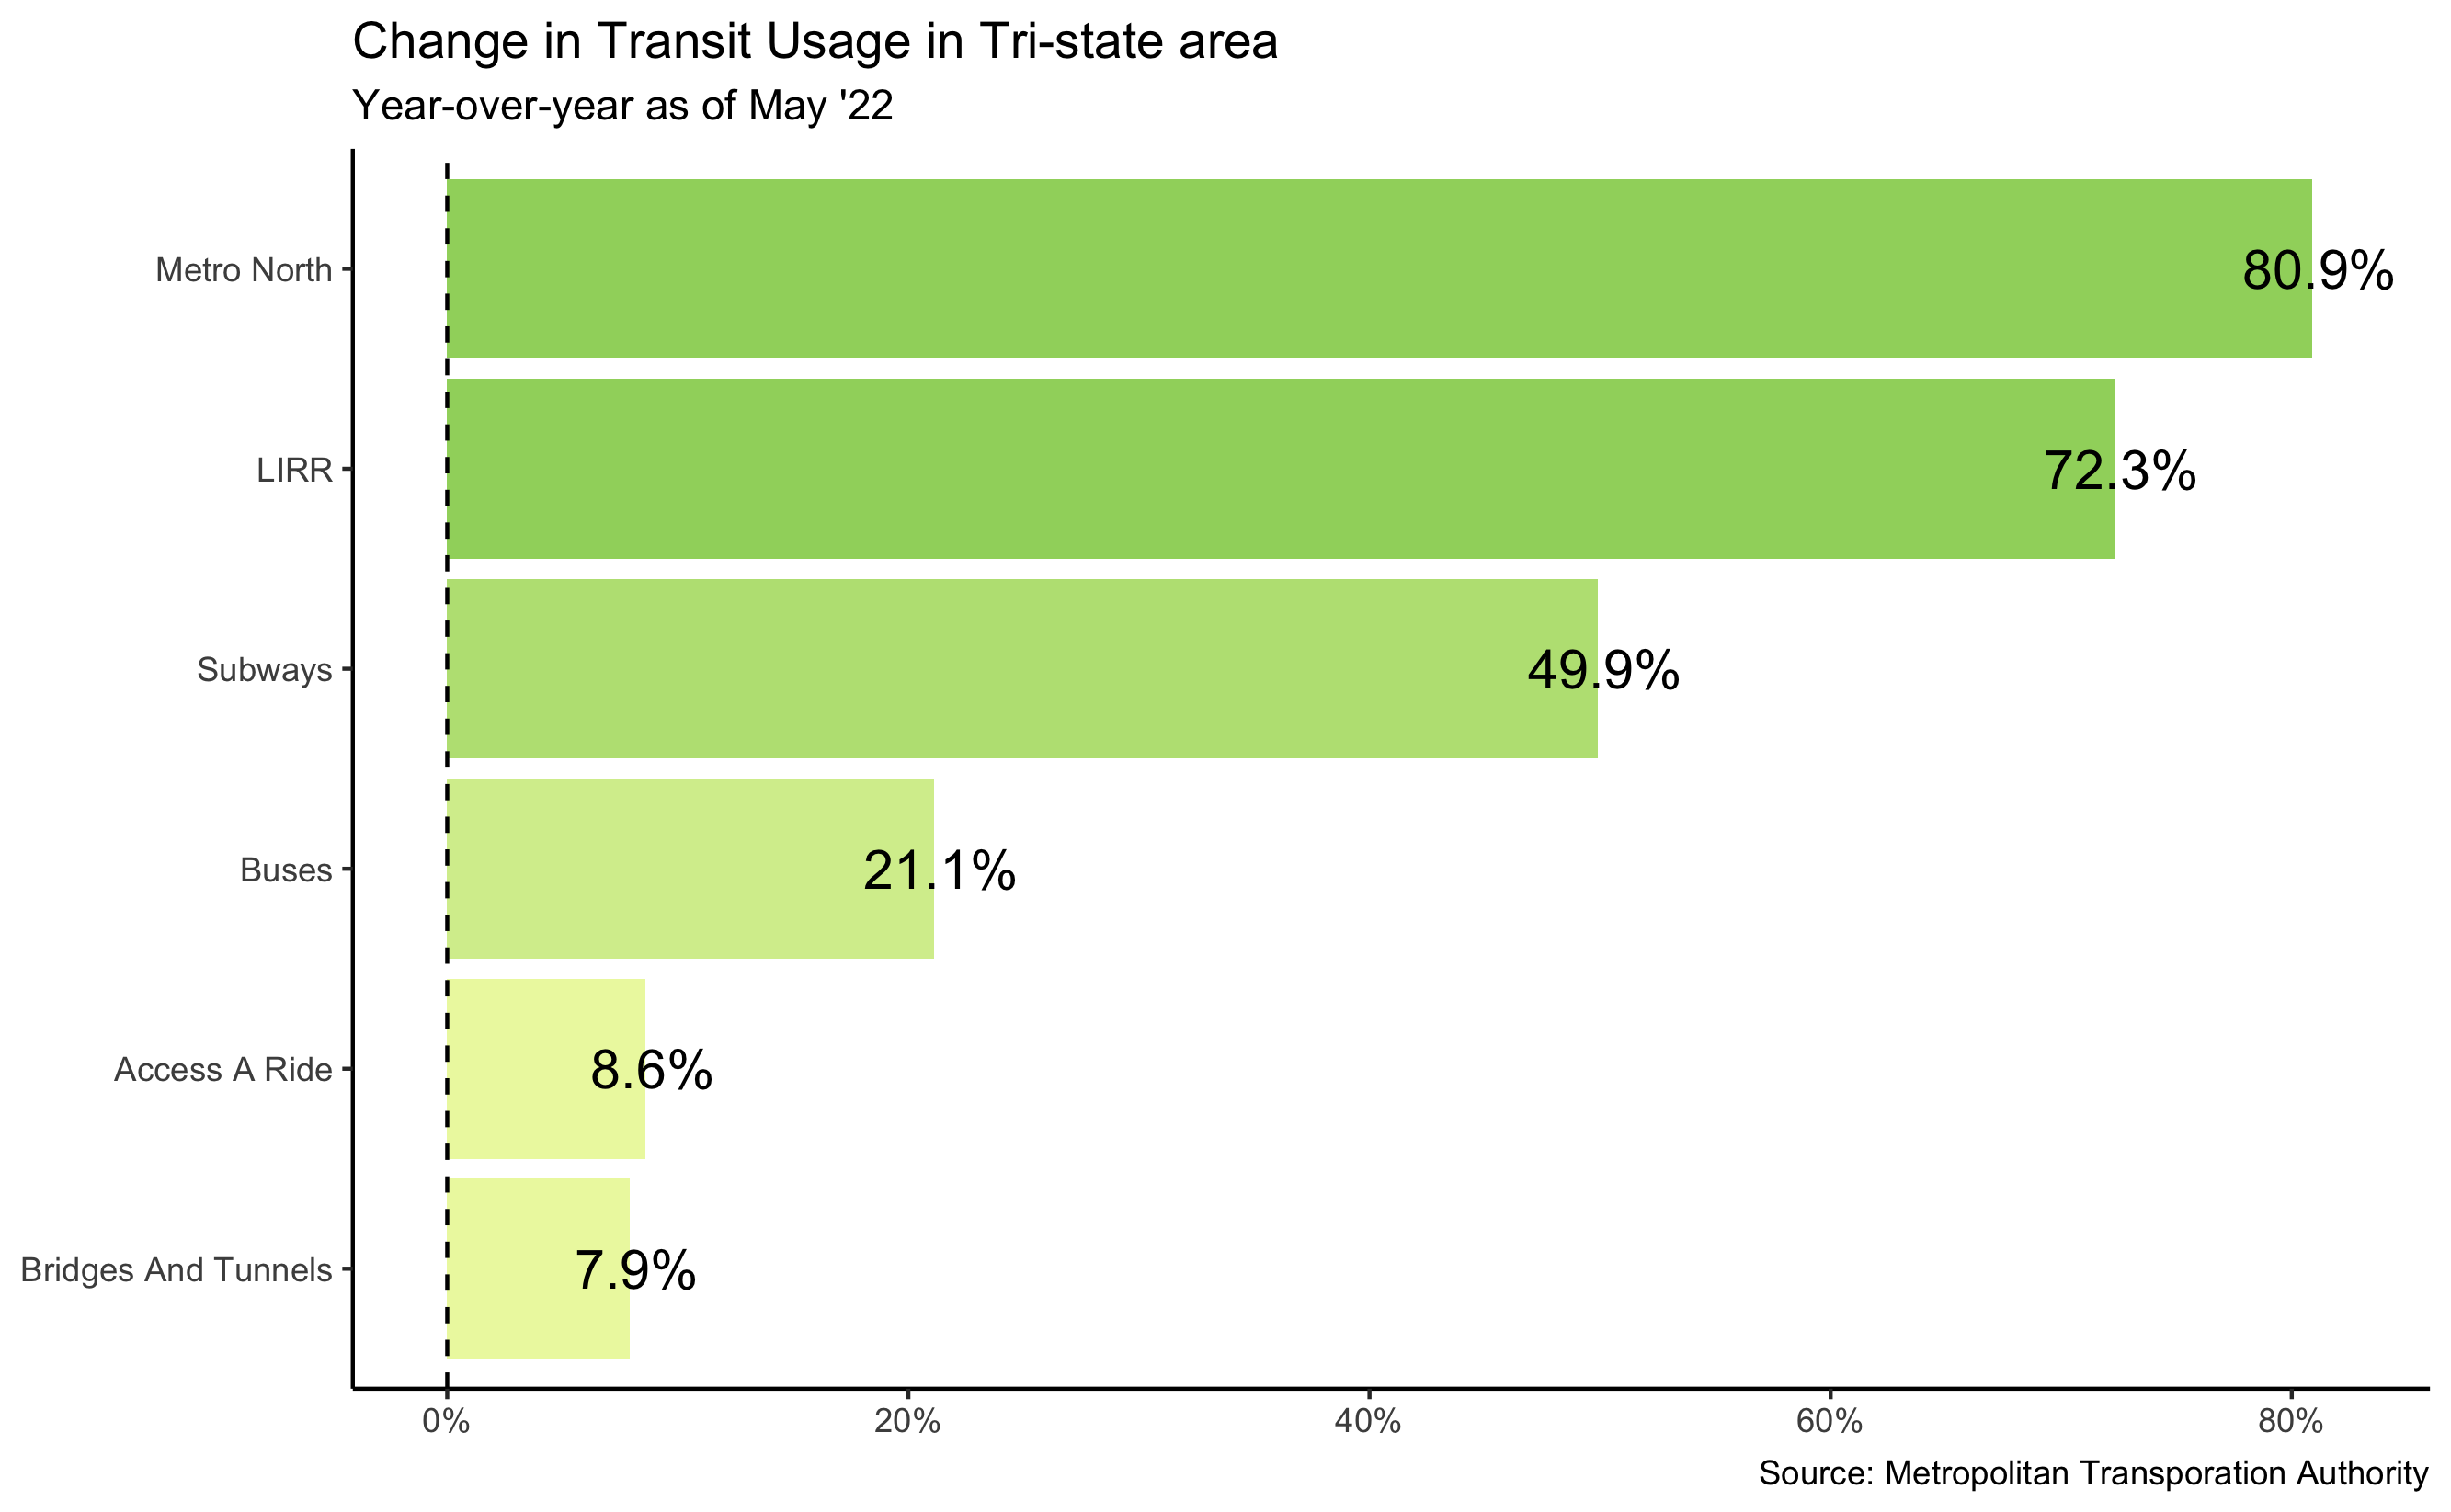 Change in Transit Usage in Tri-state area
Year-over-year as of May '22
Metro North
80.9%
LIRR
72.3%
Subways
49.9%
Buses
21.1%
Access A Ride
8.6%
Bridges And Tunnels
7.9%
0%
20%
40%
60%
80%
Source: Metropolitan Transporation Authority